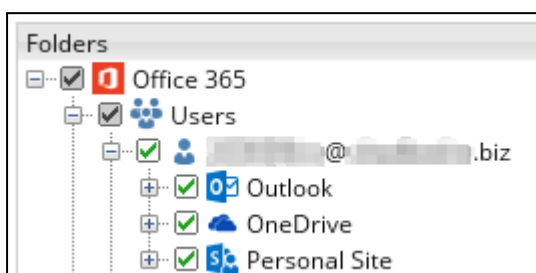 Folders
Office 365
Users
@ .biz
Outlook
OneDrive
Personal Site